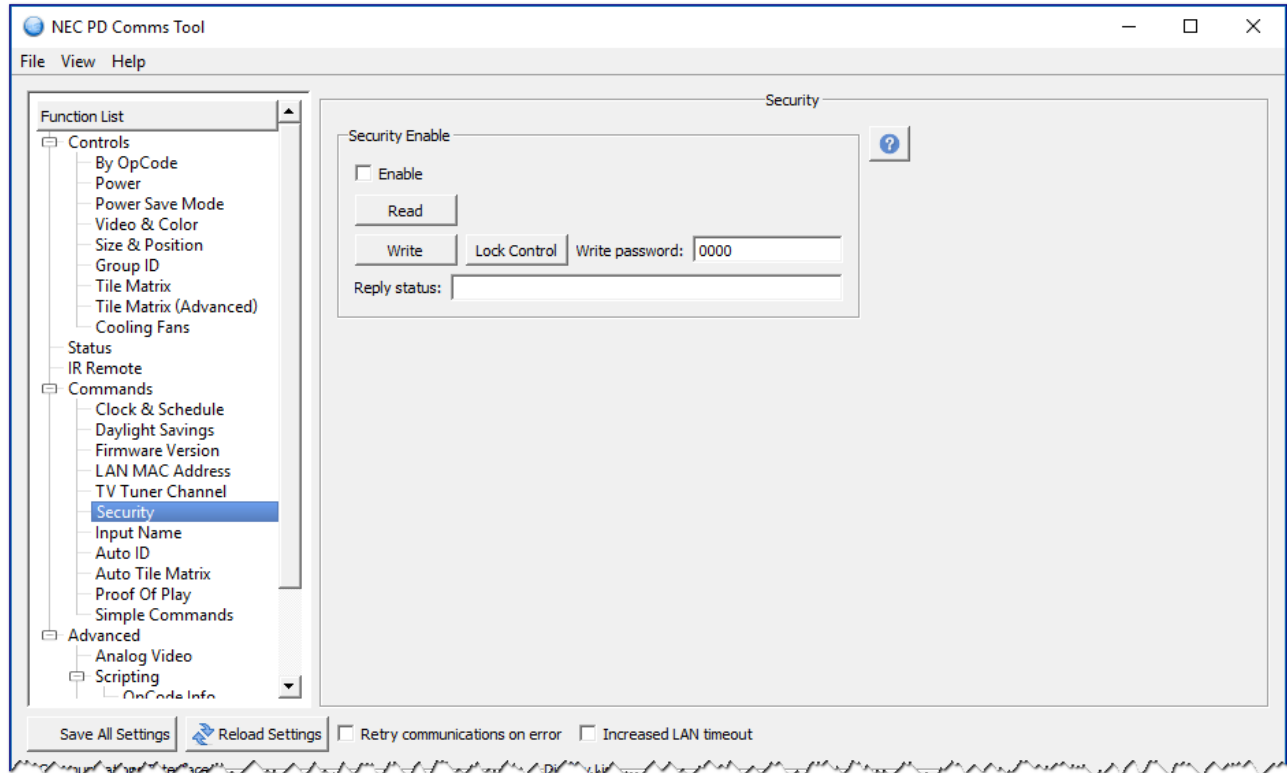 NEC PD Comms Tool
File View Help
Function List
Controls
By OpCode
Power
Power Save Mode
Video & Color
Size & Position
Group ID
Tile Matrix
Tile Matrix (Advanced)
Cooling Fans
Status
IR Remote
Commands
Clock & Schedule
Daylight Savings
Firmware Version
LAN MAC Address
TV Tuner Channel
Security
Input Name
Auto ID
Auto Tile Matrix
Proof Of Play
Simple Commands
Advanced
Analog Video
Scripting
OpCode Info
Security
Security Enable
?
Enable
Read
Write Lock Control Write password: 0000
Reply status:
Save All Settings Reload Settings Retry communications on error Increased LAN timeout